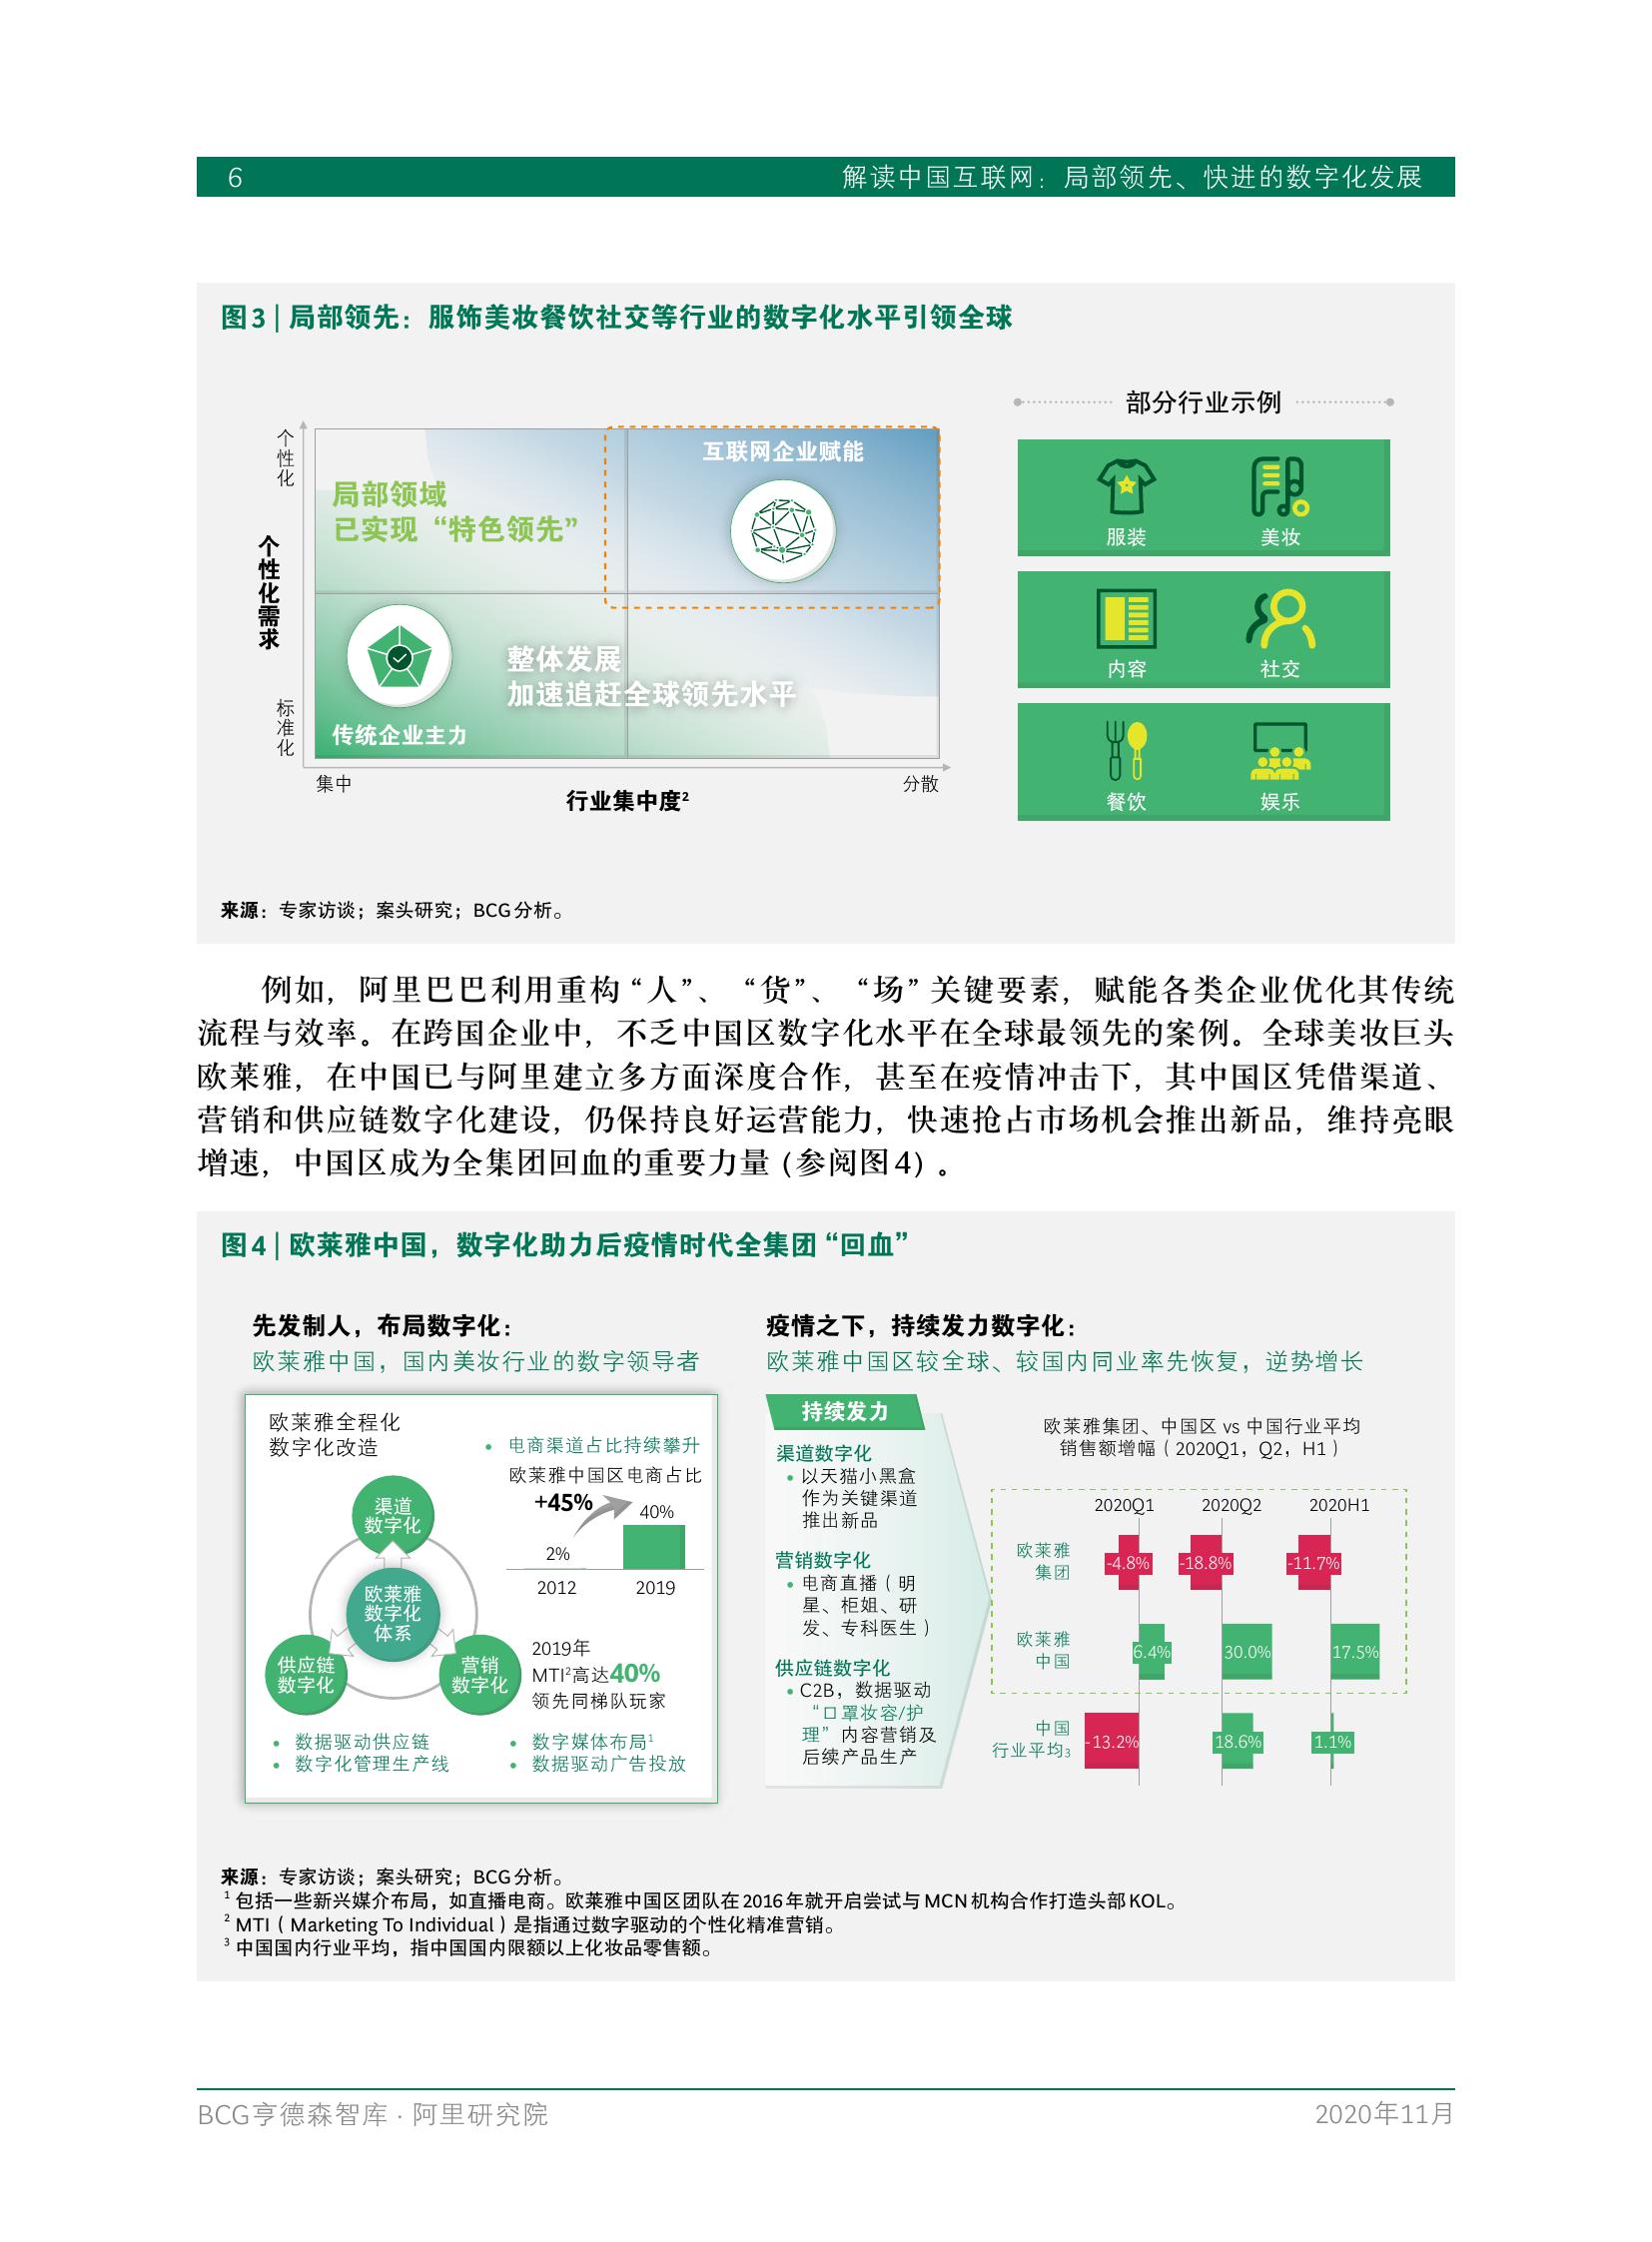 6
解读中国互联网：局部领先、快进的数字化发展
图3 | 局部领先：服饰美妆餐饮社交等行业的数字化水平引领全球
个性化
个性化需求
标准化
互联网企业赋能
局部领域
已实现“特色领先”
整体发展
加速追赶全球领先水平
传统企业主力
集中
分散
行业集中度²
部分行业示例
服装 美妆
内容 社交
餐饮 娱乐
来源：专家访谈；案头研究；BCG分析。
例如，阿里巴巴利用重构“人”、“货”、“场”关键要素，赋能各类企业优化其传统
流程与效率。在跨国企业中，不乏中国区数字化水平在全球最领先的案例。全球美妆巨头
欧莱雅，在中国已与阿里建立多方面深度合作，甚至在疫情冲击下，其中国区凭借渠道、
营销和供应链数字化建设，仍保持良好运营能力，快速抢占市场机会推出新品，维持亮眼
增速，中国区成为全集团回血的重要力量（参阅图4）。
图4 | 欧莱雅中国，数字化助力后疫情时代全集团“回血”
先发制人，布局数字化：
欧莱雅中国，国内美妆行业的数字领导者
欧莱雅全程化
数字化改造
渠道
数字化
欧莱雅
数字化
体系
供应链
数字化
营销
数字化
• 电商渠道占比持续攀升
欧莱雅中国区电商占比
+45%
40%
2%
2012 2019
2019年
MTI²高达40%
领先同梯队玩家
• 数据驱动供应链
• 数字化管理生产线
• 数字媒体布局¹
• 数据驱动广告投放
疫情之下，持续发力数字化：
欧莱雅中国区较全球、较国内同业率先恢复，逆势增长
持续发力
渠道数字化
• 以天猫小黑盒
作为关键渠道
推出新品
营销数字化
• 电商直播（明
星、柜姐、研
发、专科医生）
供应链数字化
• C2B，数据驱动
“口罩妆容/护
理”内容营销及
后续产品生产
欧莱雅集团、中国区 vs 中国行业平均
销售额增幅（2020Q1，Q2，H1）
2020Q1 2020Q2 2020H1
欧莱雅
集团
-4.8% -18.8% -11.7%
欧莱雅
中国
6.4% 30.0% 17.5%
中国
行业平均³
-13.2% 18.6% 1.1%
来源：专家访谈；案头研究；BCG分析。
¹ 包括一些新兴媒介布局，如直播电商。欧莱雅中国区团队在2016年就开启尝试与MCN机构合作打造头部KOL。
² MTI（Marketing To Individual）是指通过数字驱动的个性化精准营销。
³ 中国国内行业平均，指中国国内限额以上化妆品零售额。
BCG亨德森智库 · 阿里研究院
2020年11月